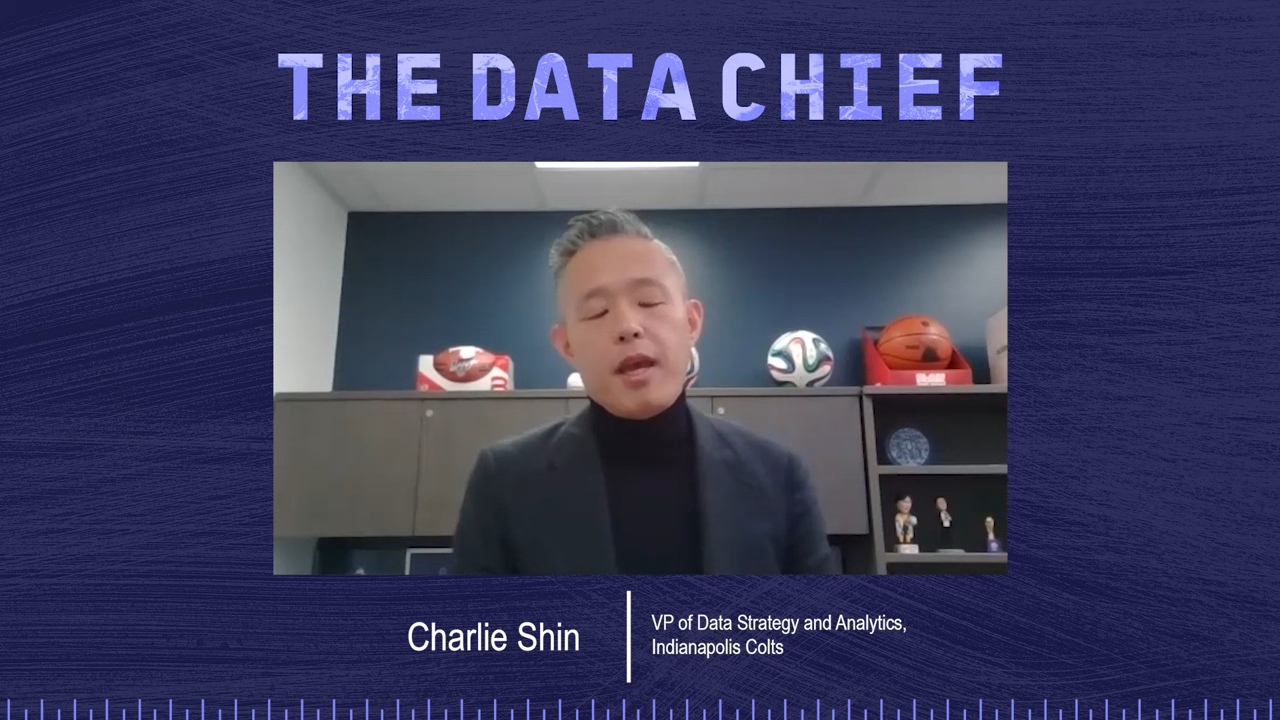 THE DATA CHIEF
Charlie Shin
VP of Data Strategy and Analytics,
Indianapolis Colts